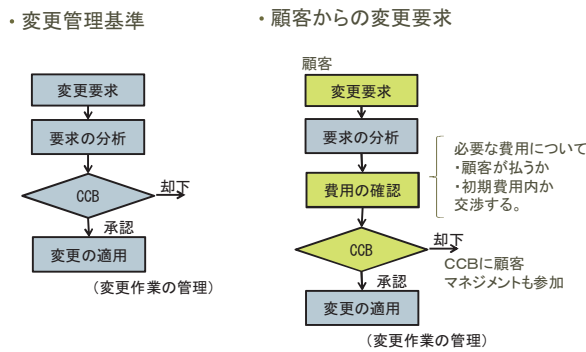 ・変更管理基準
変更要求
要求の分析
CCB
却下
承認
変更の適用
(変更作業の管理)
・顧客からの変更要求
顧客
変更要求
要求の分析
費用の確認
必要な費用について
・顧客が払うか
・初期費用内か
交渉する。
CCB
却下
CCBに顧客
マネジメントも参加
承認
変更の適用
(変更作業の管理)